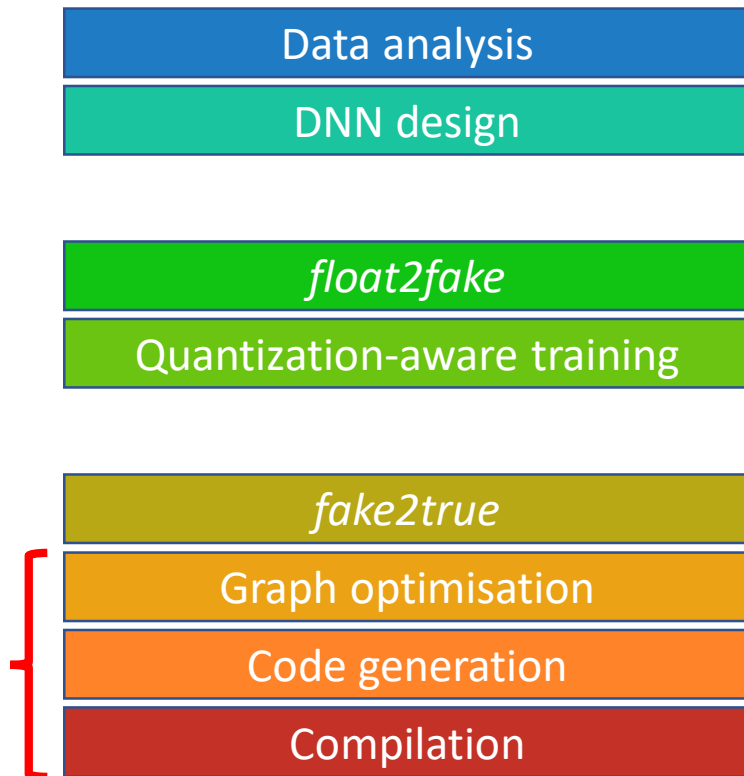 Data analysis
DNN design
float2fake
Quantization-aware training
fake2true
Graph optimisation
Code generation
Compilation